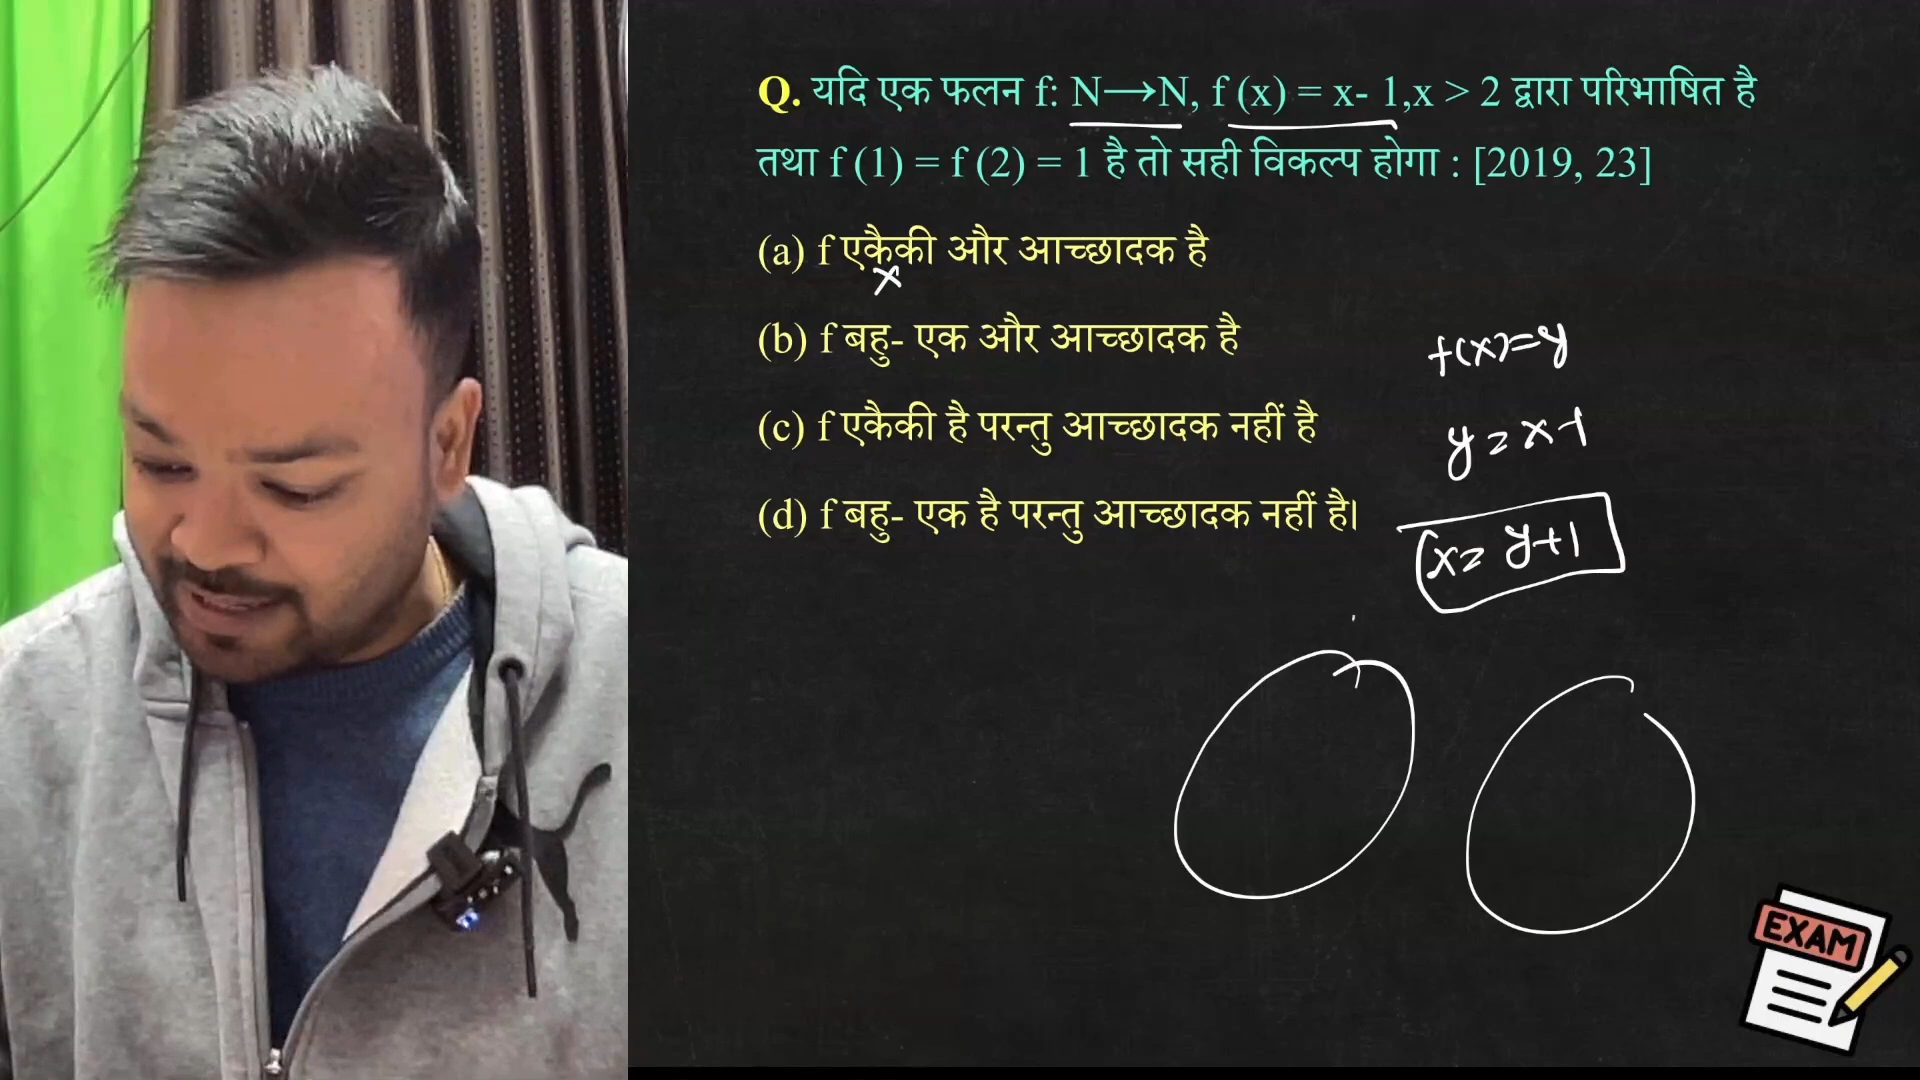 Q. यदि एक फलन f: N⟶N, f (x) = x- 1,x > 2 द्वारा परिभाषित है
तथा f (1) = f (2) = 1 है तो सही विकल्प होगा : [2019, 23]
(a) f एकैकी और आच्छादक है
x
(b) f बहु- एक और आच्छादक है
(c) f एकैकी है परन्तु आच्छादक नहीं है
(d) f बहु- एक है परन्तु आच्छादक नहीं है।
f(x)=y
y = x-1
x = y+1
EXAM